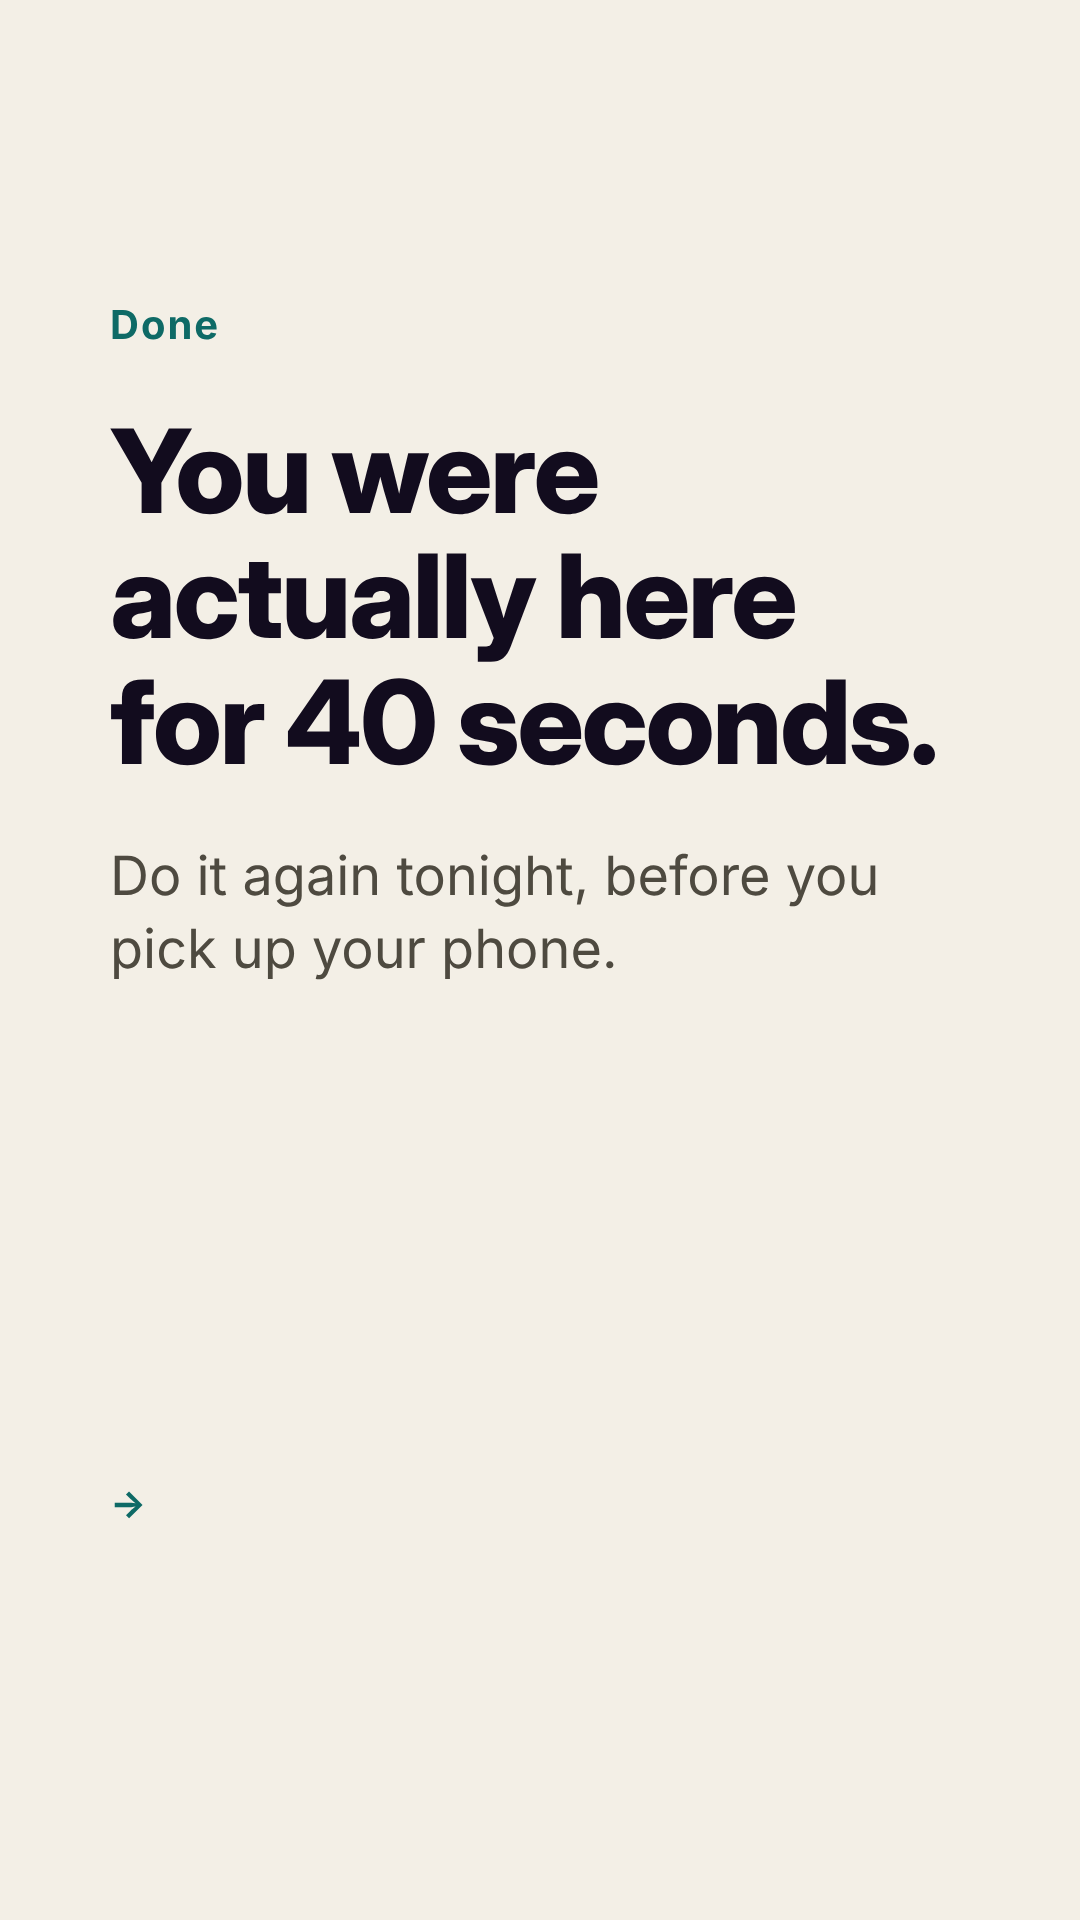 Done
You were
actually here
for 40 seconds.
Do it again tonight, before you
pick up your phone.
→